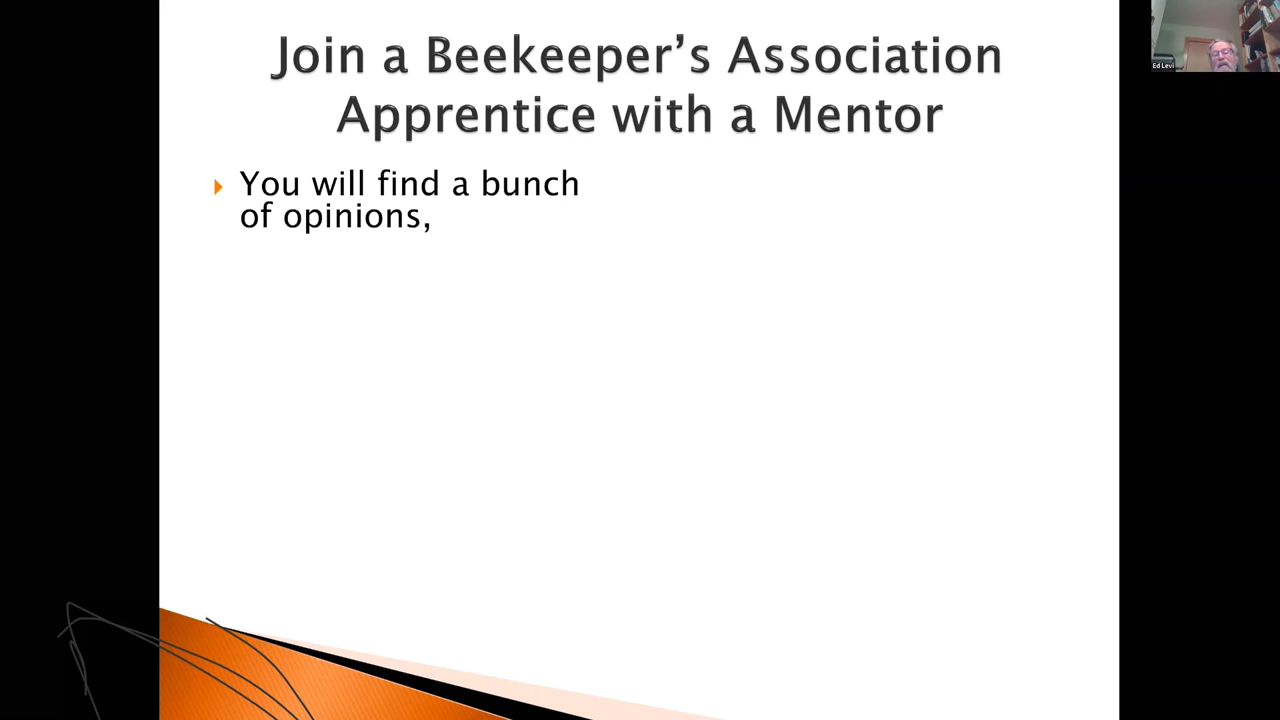 Join a Beekeeper’s Association
Apprentice with a Mentor
You will find a bunch
of opinions,
Ed Levi